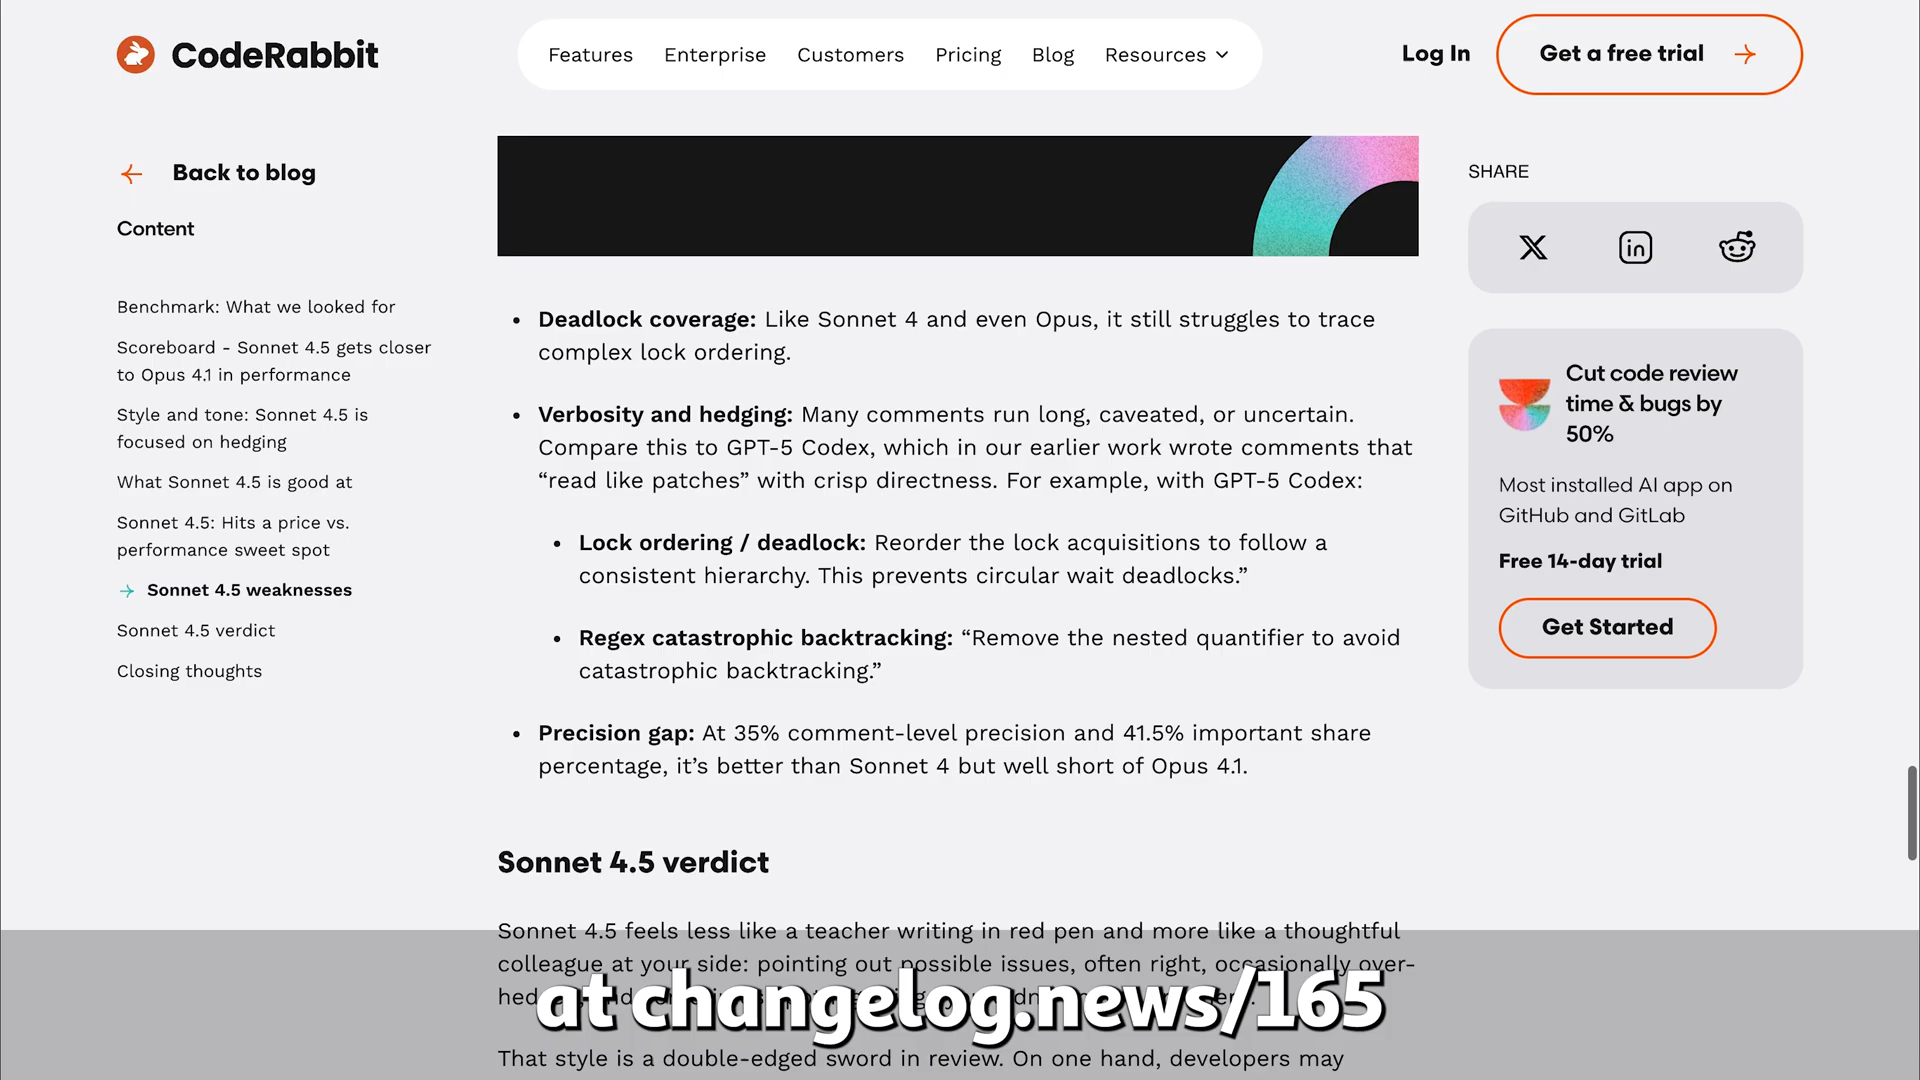 CodeRabbit
Features Enterprise Customers Pricing Blog Resources
Log In
Get a free trial
Back to blog
Content
Benchmark: What we looked for
Scoreboard - Sonnet 4.5 gets closer
to Opus 4.1 in performance
Style and tone: Sonnet 4.5 is
focused on hedging
What Sonnet 4.5 is good at
Sonnet 4.5: Hits a price vs.
performance sweet spot
Sonnet 4.5 weaknesses
Sonnet 4.5 verdict
Closing thoughts
• Deadlock coverage: Like Sonnet 4 and even Opus, it still struggles to trace
complex lock ordering.
• Verbosity and hedging: Many comments run long, caveated, or uncertain.
Compare this to GPT-5 Codex, which in our earlier work wrote comments that
“read like patches” with crisp directness. For example, with GPT-5 Codex:
• Lock ordering / deadlock: Reorder the lock acquisitions to follow a
consistent hierarchy. This prevents circular wait deadlocks.”
• Regex catastrophic backtracking: “Remove the nested quantifier to avoid
catastrophic backtracking.”
• Precision gap: At 35% comment-level precision and 41.5% important share
percentage, it’s better than Sonnet 4 but well short of Opus 4.1.
Sonnet 4.5 verdict
Sonnet 4.5 feels less like a teacher writing in red pen and more like a thoughtful
colleague at your side: pointing out possible issues, often right, occasionally over-
at changelog.news/165
That style is a double-edged sword in review. On one hand, developers may
SHARE
in
Cut code review
time & bugs by
50%
Most installed AI app on
GitHub and GitLab
Free 14-day trial
Get Started